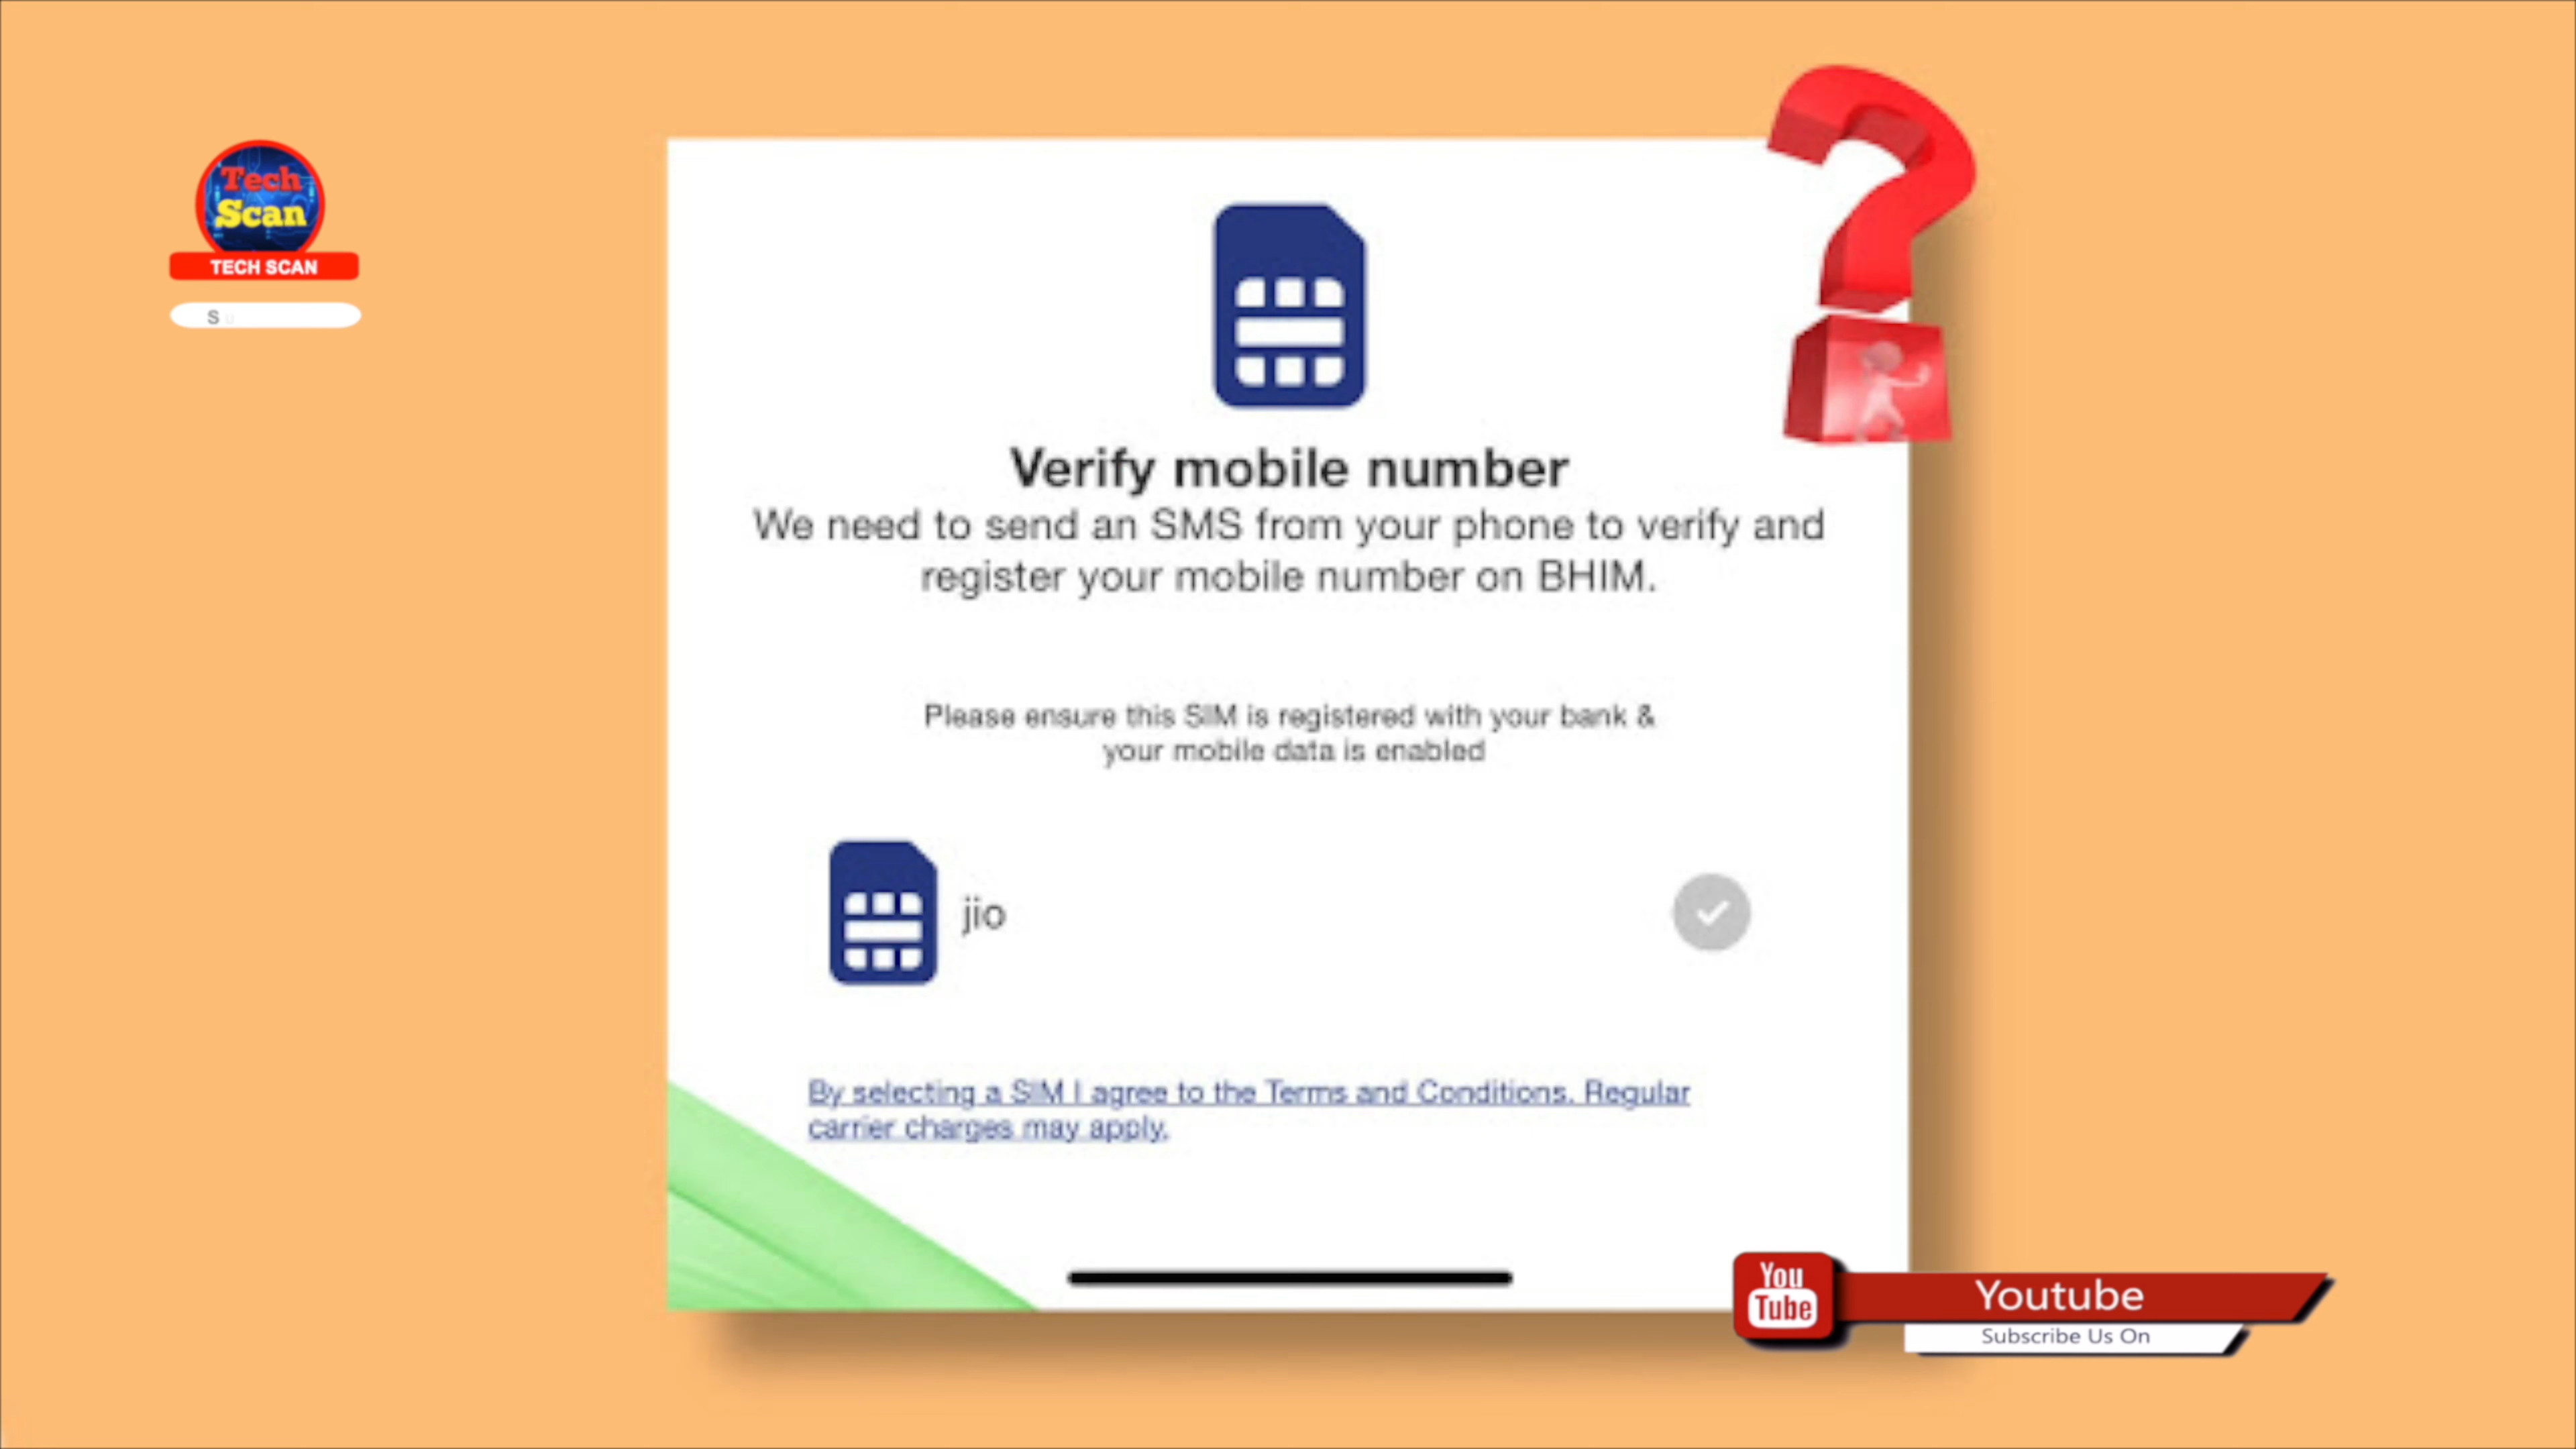 Tech
Scan
TECH SCAN
S u
Verify mobile number
We need to send an SMS from your phone to verify and
register your mobile number on BHIM.
Please ensure this SIM is registered with your bank &
your mobile data is enabled
jio
By selecting a SIM I agree to the Terms and Conditions. Regular
carrier charges may apply.
You
Tube
Youtube
Subscribe Us On